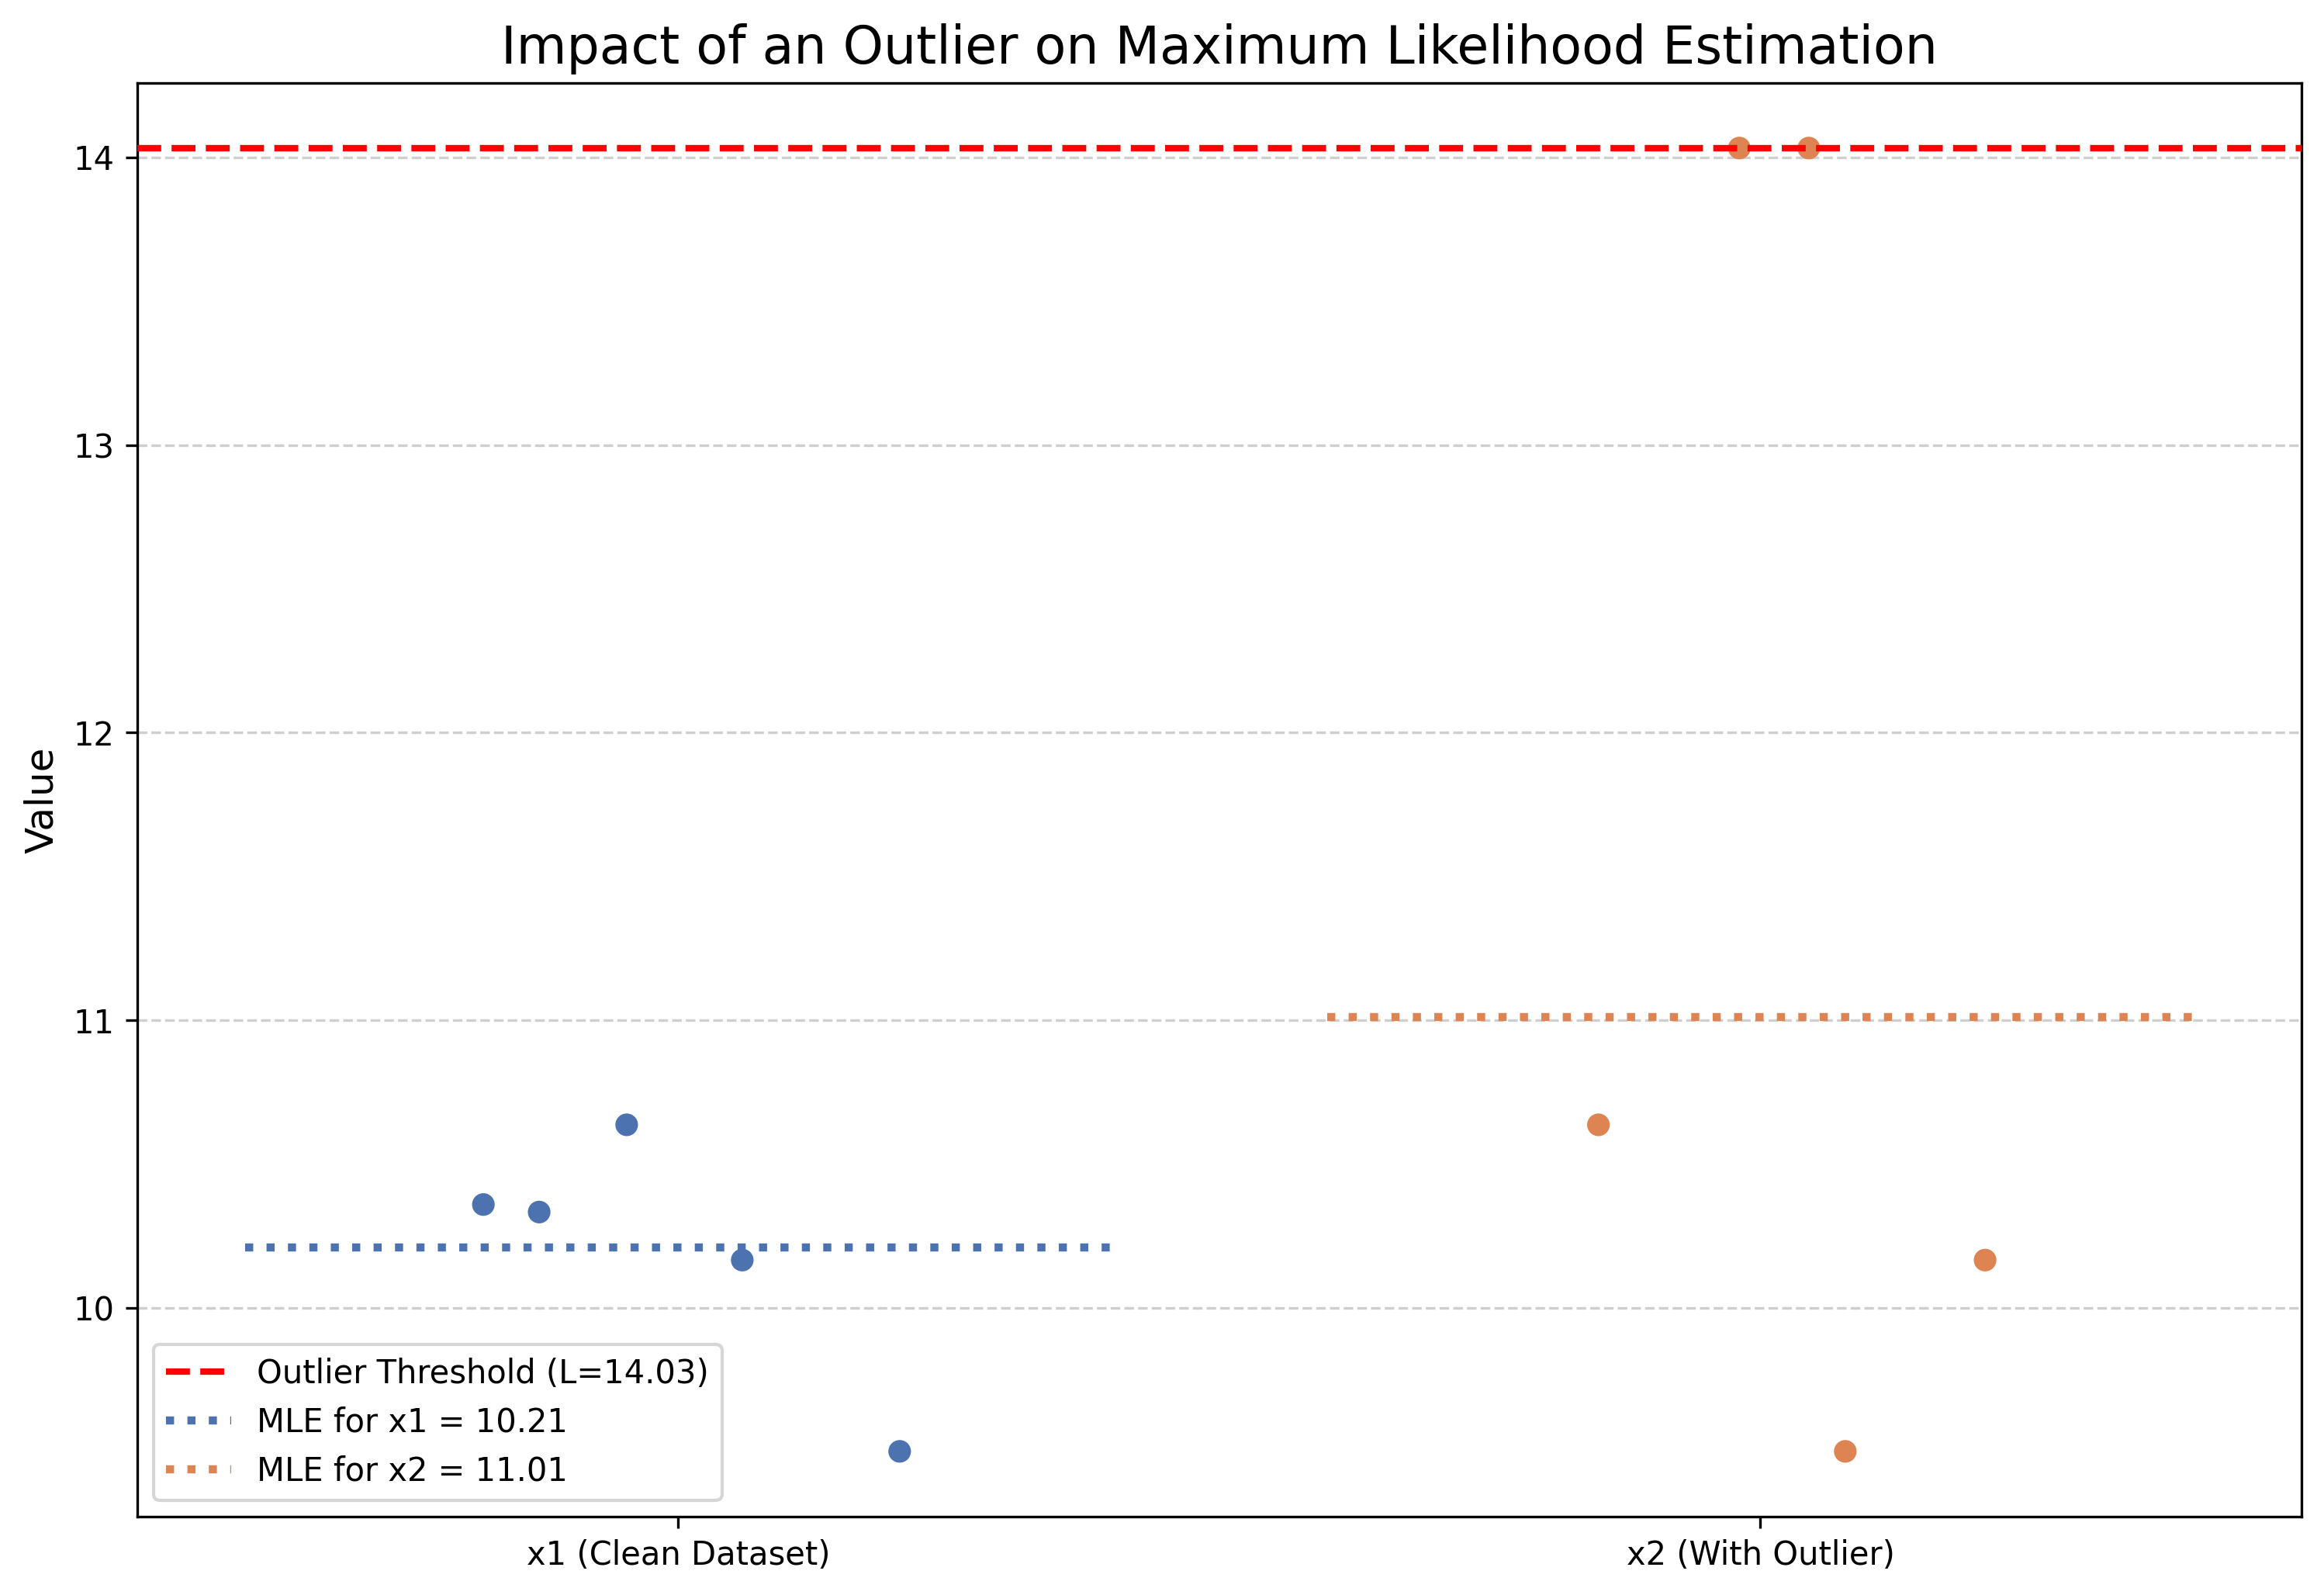 Impact of an Outlier on Maximum Likelihood Estimation
Value
14
13
12
11
10
Outlier Threshold (L=14.03)
MLE for x1 = 10.21
MLE for x2 = 11.01
x1 (Clean Dataset)
x2 (With Outlier)